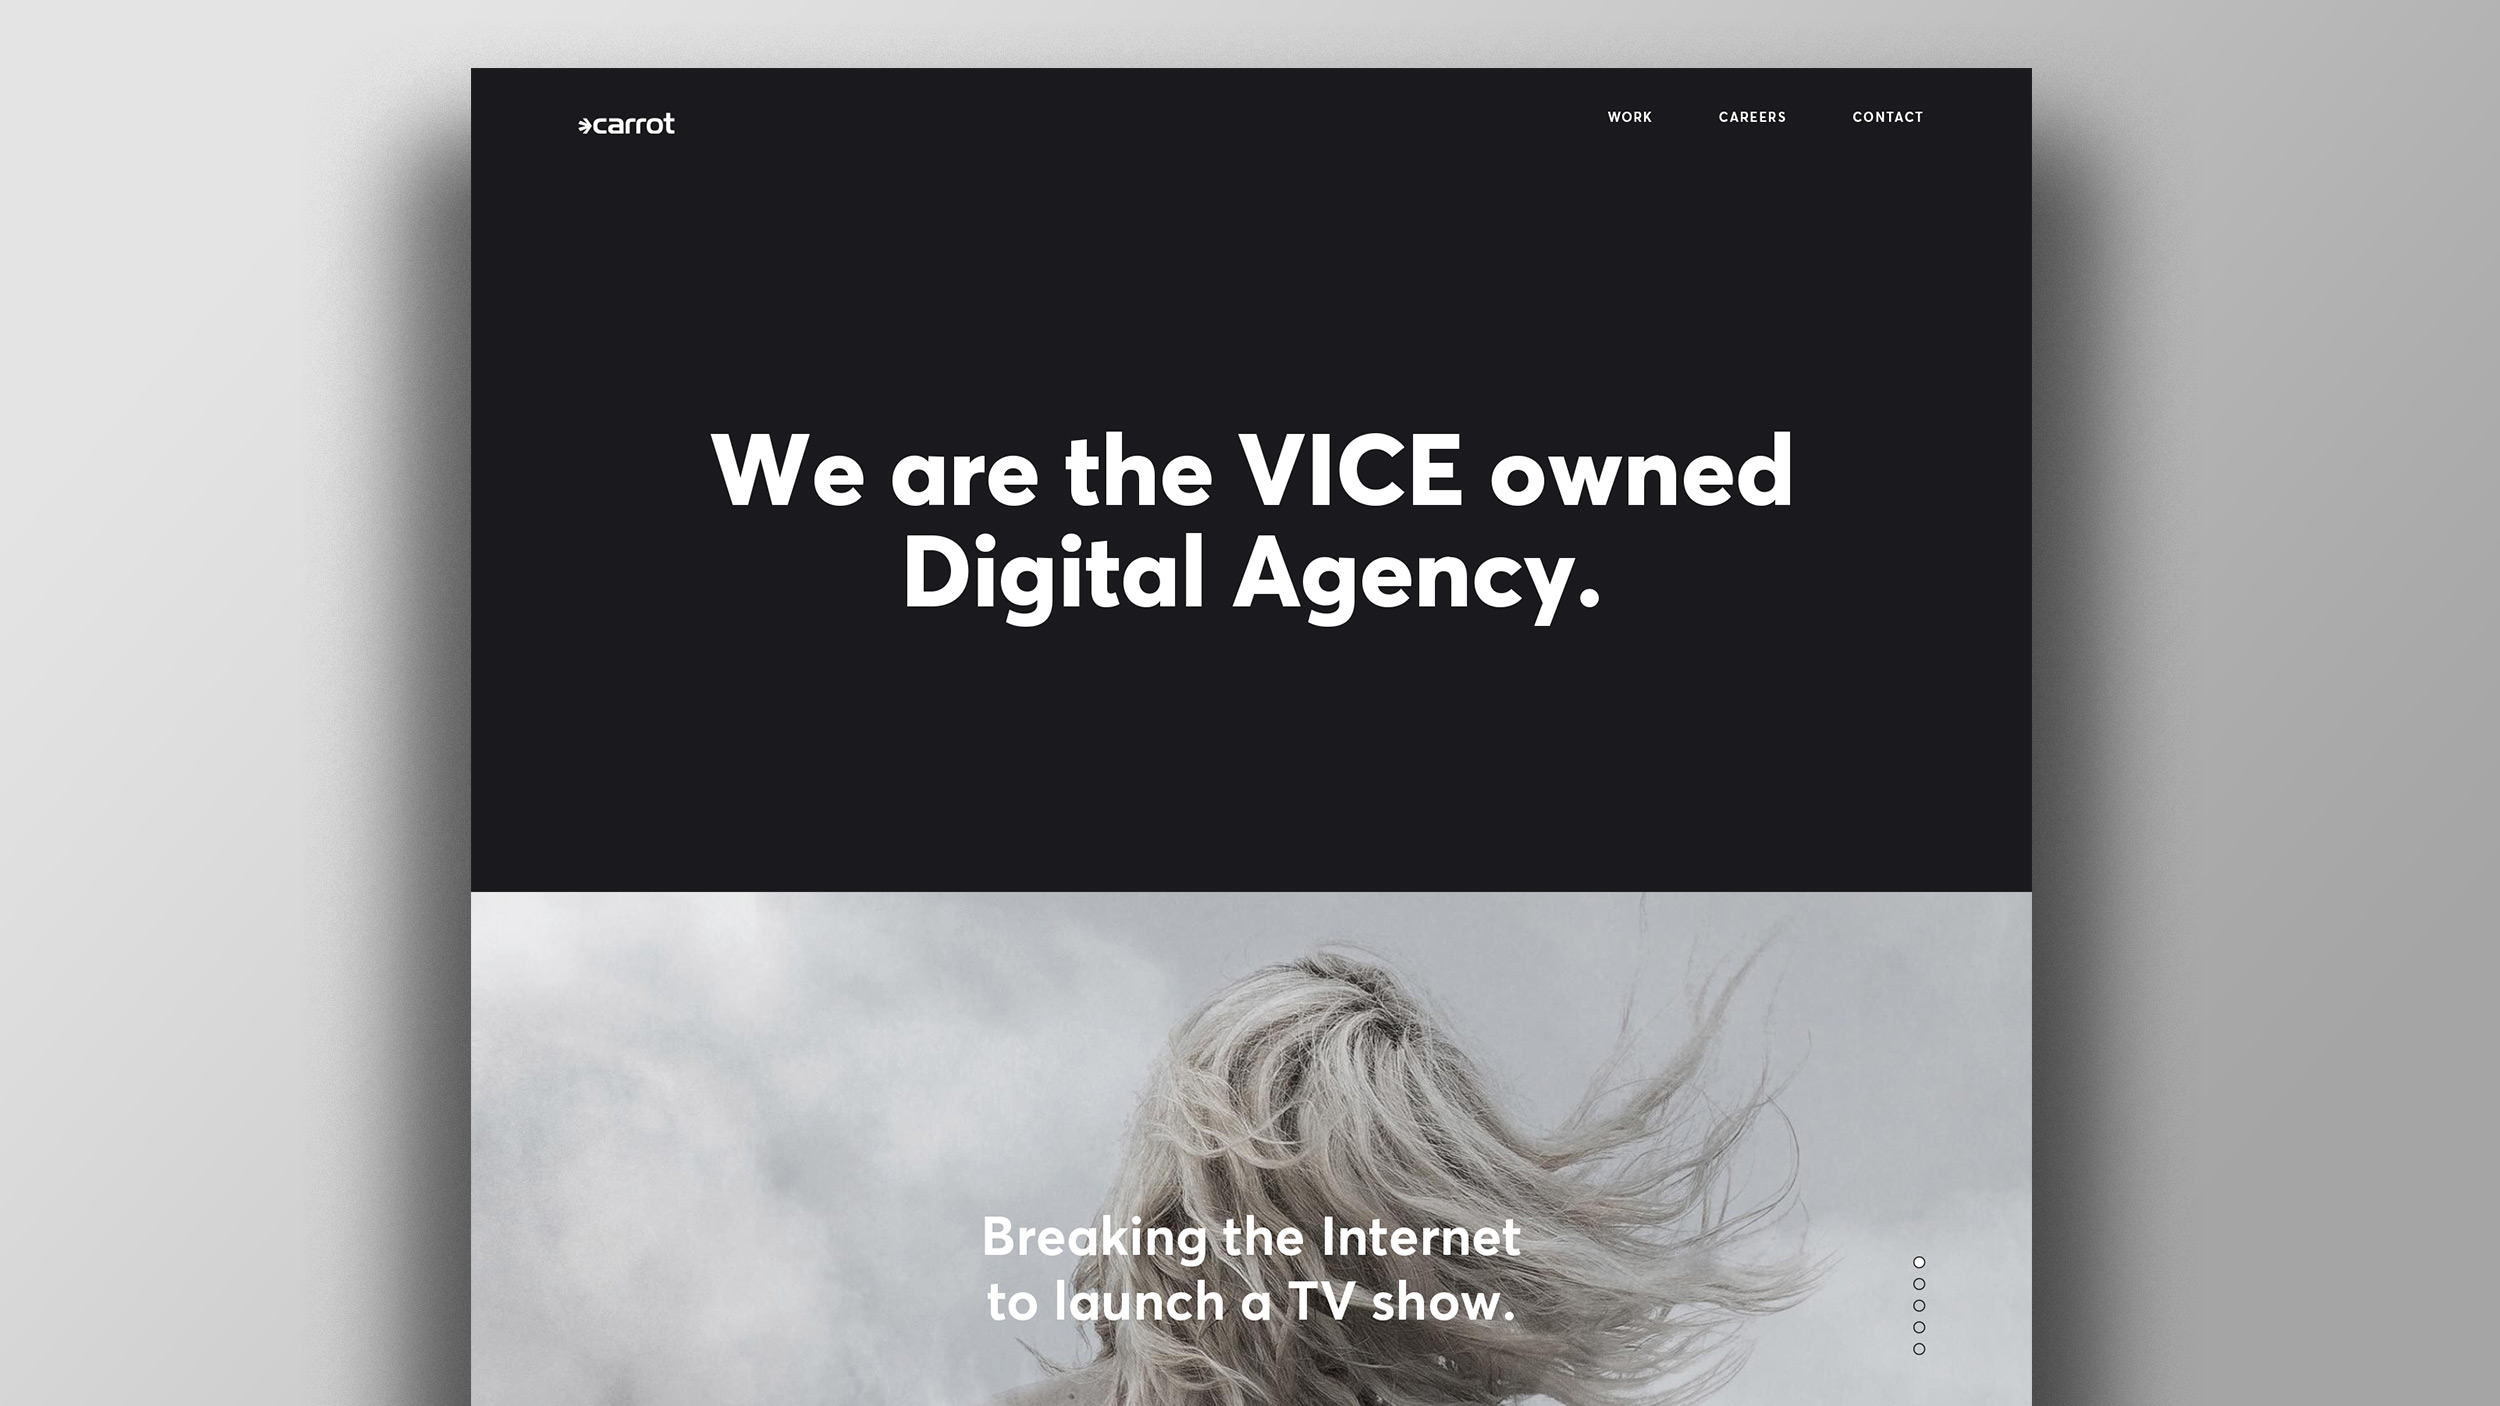 carrot
WORK
CAREERS
CONTACT
We are the VICE owned
Digital Agency.
Breaking the Internet
to launch a TV show.